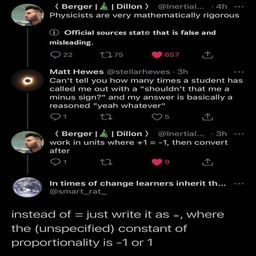 〈 Berger | 🔬 | Dillon 〉 @Inertial... · 4h ···
Physicists are very mathematically rigorous
ⓘ Official sources state that is false and
misleading.
22 75 657
Matt Hewes @stellarhewes · 3h ···
Can't tell you how many times a student has
called me out with a "shouldn't that me a
minus sign?" and my answer is basically a
reasoned "yeah whatever"
1 1 5
〈 Berger | 🔬 | Dillon 〉 @Inertial... · 2h ···
work in units where +1 = -1, then convert
after
1 9
In times of change learners inherit th... ···
@smart_rat_
instead of = just write it as ∝, where
the (unspecified) constant of
proportionality is -1 or 1